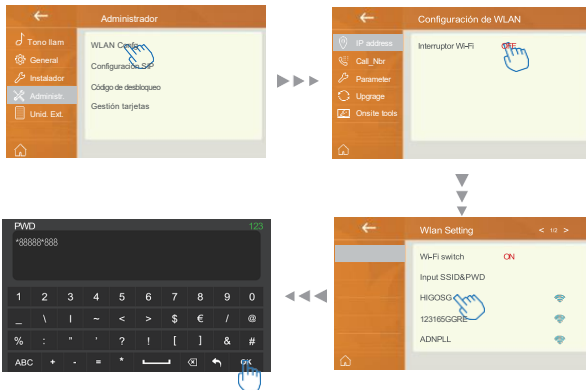 Administrador
Tono llam
General
Instalador
Administr.
Unid. Ext.
WLAN Config
Configuración SIP
Código de desbloqueo
Gestión tarjetas
Configuración de WLAN
IP address
Call_Nbr
Parameter
Upgrage
Onsite tools
Interruptor Wi-Fi OFF
Wlan Setting < 1/2 >
Wi-Fi switch ON
Input SSID&PWD
HIGOSG
123165GGRE
ADNPLL
PWD 123
*88888*888
1 2 3 4 5 6 7 8 9 0
_ \ | ~ < > $ € / @
% : " ' ? ! [ ] & #
ABC + - = * OK